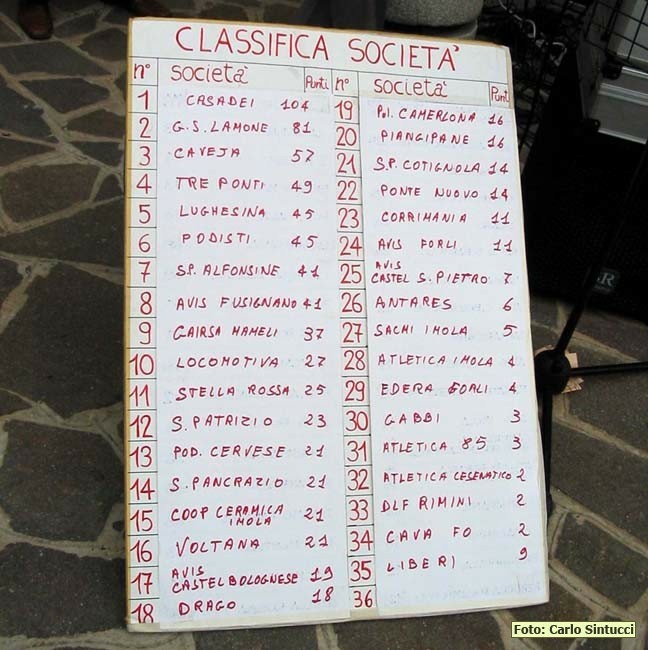 CLASSIFICA SOCIETA'
n° Società Punti
1 CASADEI 104
2 G.S. LAMONE 81
3 CAVEJA 57
4 TRE PONTI 49
5 LUGHESINA 45
6 PODISTI 45
7 SP. ALFONSINE 41
8 AVIS FUSIGNANO 41
9 GAIRSA MAMELI 37
10 LOCOMOTIVA 27
11 STELLA ROSSA 25
12 S. PATRIZIO 23
13 POD. CERVESE 21
14 S. PANCRAZIO 21
15 COOP CERAMICA
IMOLA 21
16 VOLTANA 21
17 AVIS
CASTELBOLOGNESE 19
18 DRAGO 18
n° Società Punti
19 Pol. CAMERLONA 16
20 PIANGIPANE 16
21 S.P. COTIGNOLA 14
22 PONTE NUOVO 14
23 CORRIMANIA 11
24 AVIS FORLI 11
25 AVIS
CASTEL S. PIETRO 7
26 ANTARES 6
27 SACMI IMOLA 5
28 ATLETICA IMOLA 4
29 EDERA FORLI 4
30 GABBI 3
31 ATLETICA 85 3
32 ATLETICA CESENATICO 2
33 DLF RIMINI 2
34 CAVA FO 2
35 LIBERI 9
36
Foto: Carlo Sintucci